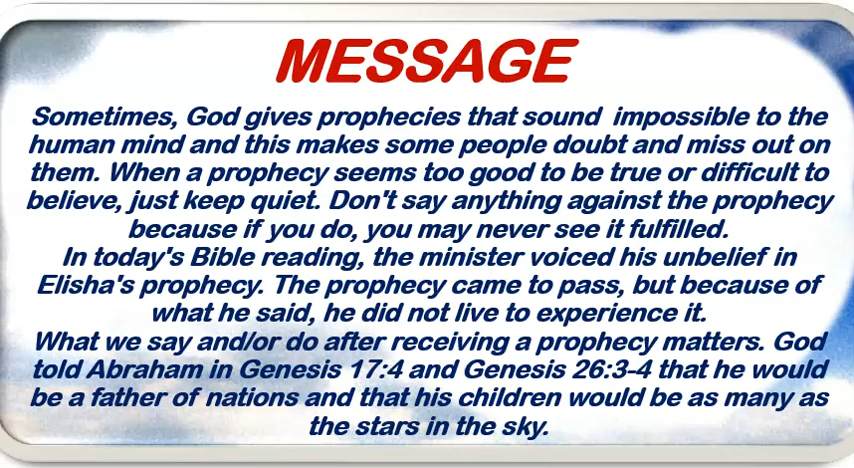 MESSAGE
Sometimes, God gives prophecies that sound impossible to the
human mind and this makes some people doubt and miss out on
them. When a prophecy seems too good to be true or difficult to
believe, just keep quiet. Don't say anything against the prophecy
because if you do, you may never see it fulfilled.
In today's Bible reading, the minister voiced his unbelief in
Elisha's prophecy. The prophecy came to pass, but because of
what he said, he did not live to experience it.
What we say and/or do after receiving a prophecy matters. God
told Abraham in Genesis 17:4 and Genesis 26:3-4 that he would
be a father of nations and that his children would be as many as
the stars in the sky.